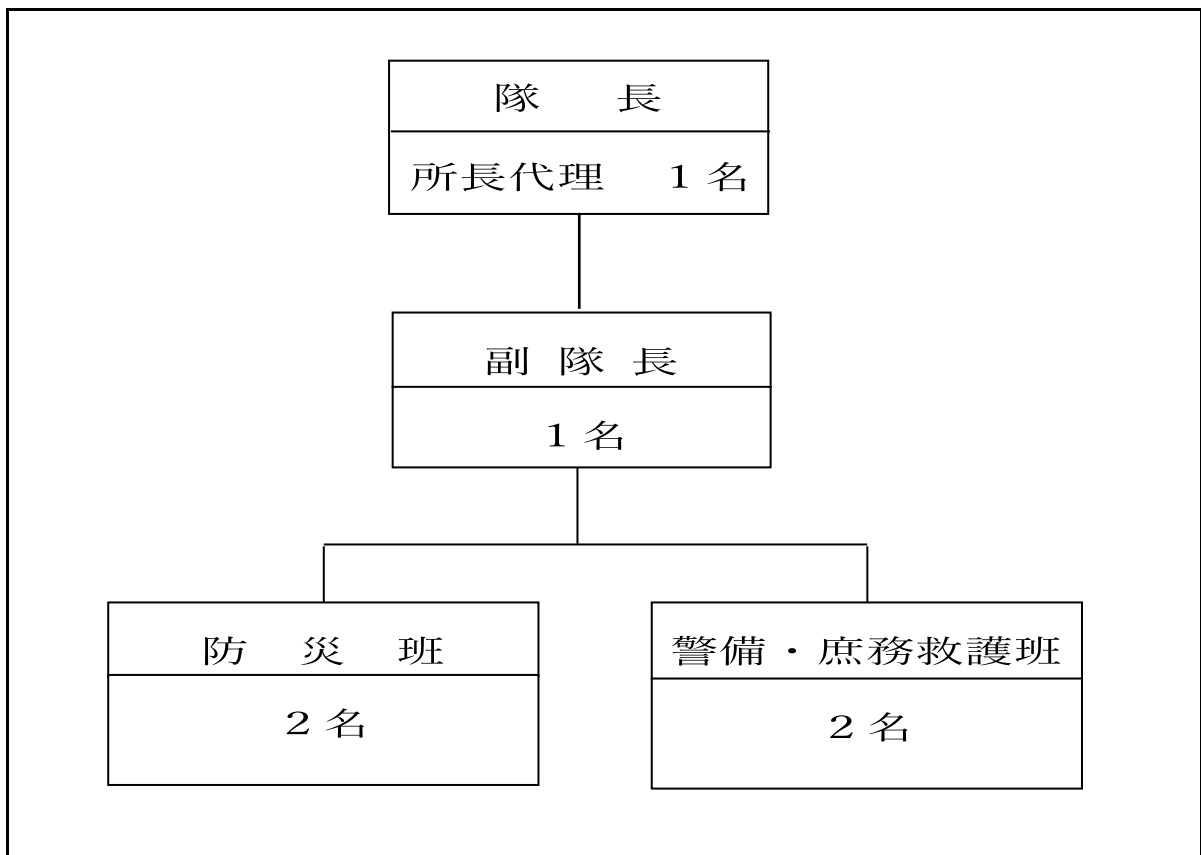 隊　長
所長代理　１名
副 隊 長
１名
防　災　班
２名
警備・庶務救護班
２名